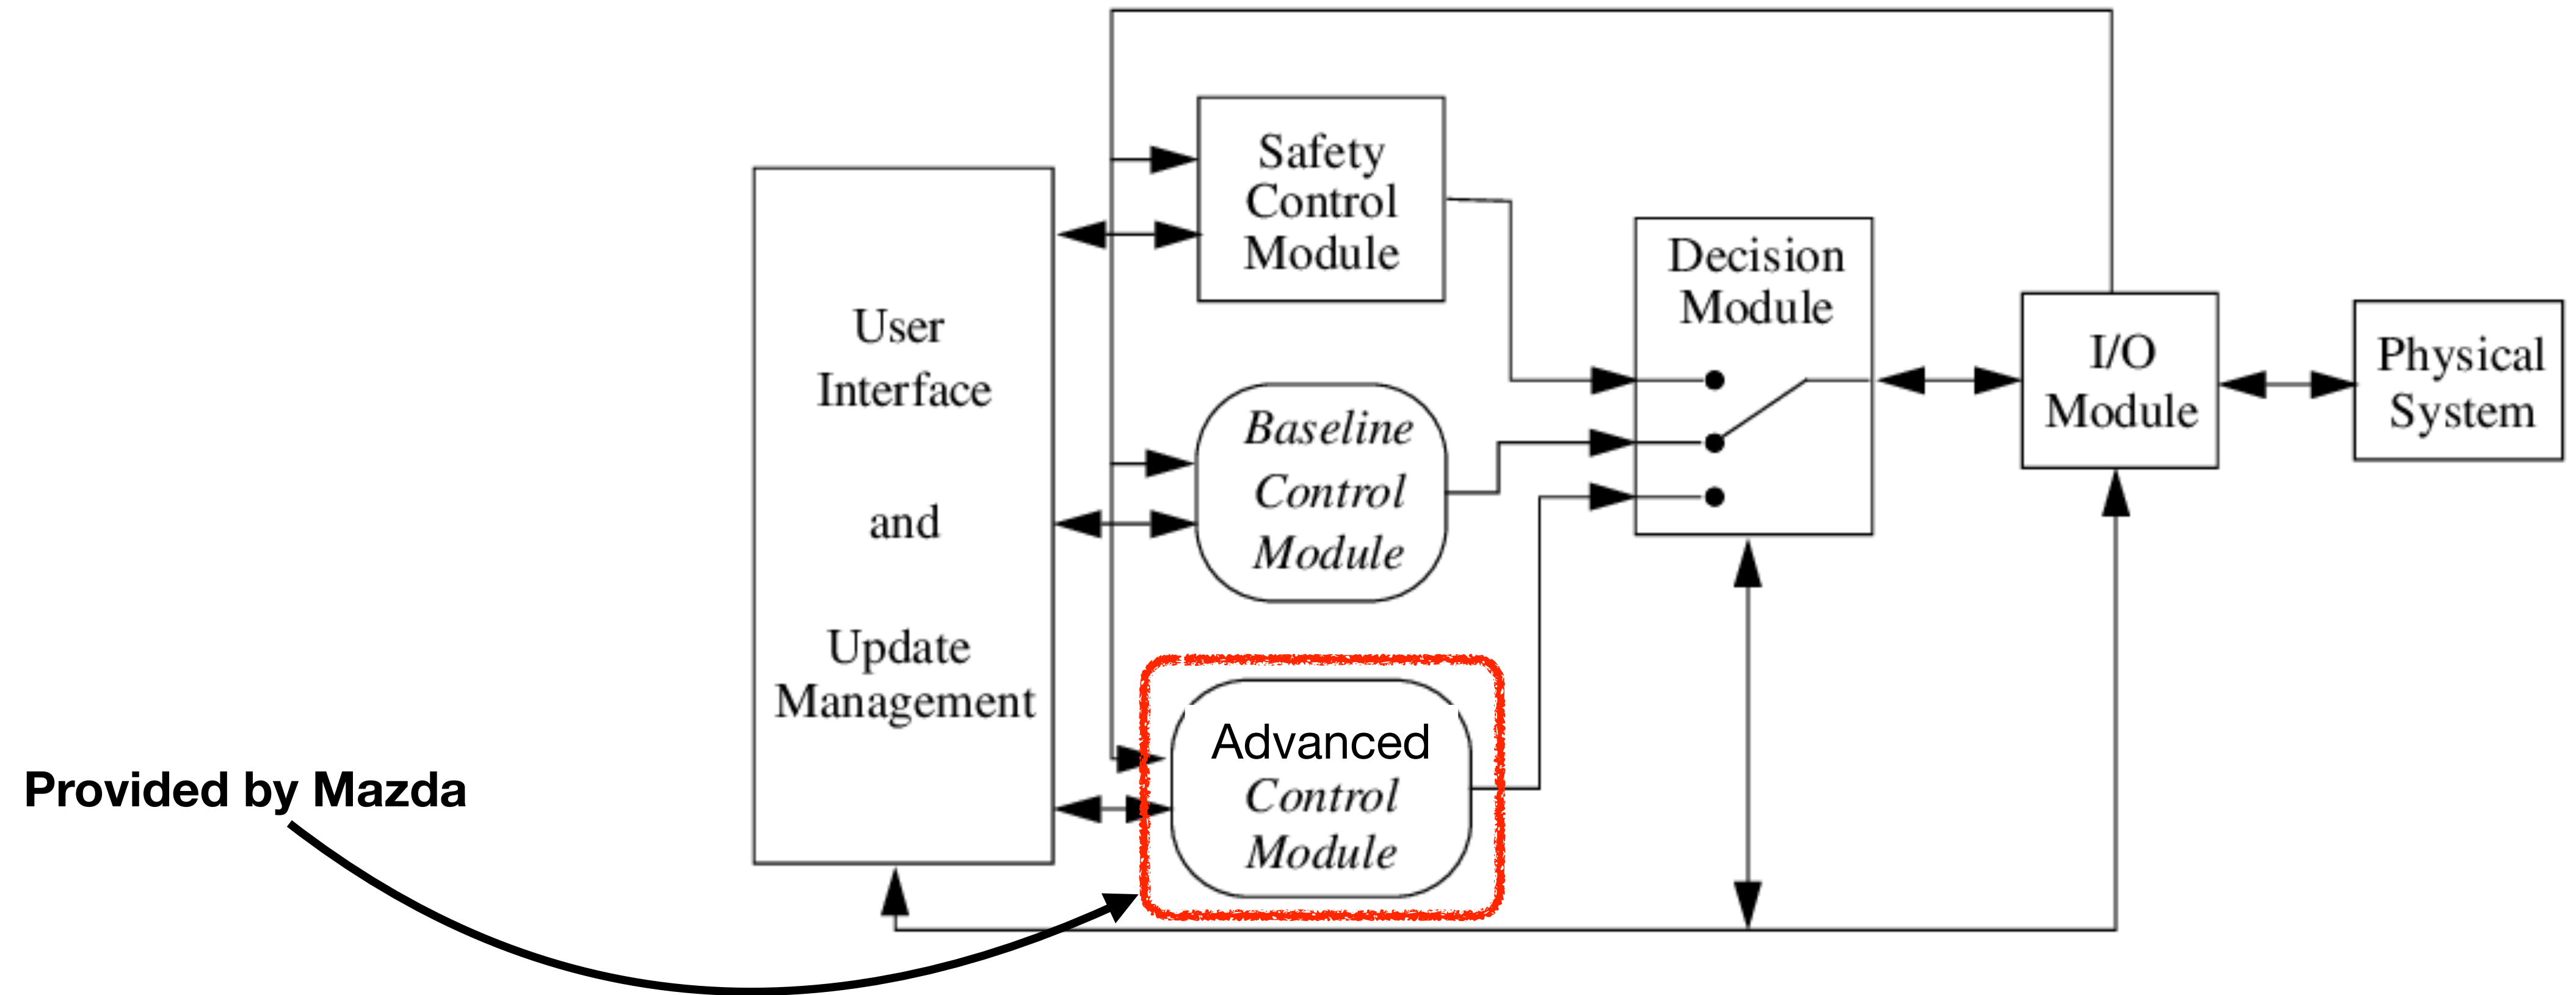 Provided by Mazda
User
Interface
and
Update
Management
Safety
Control
Module
Baseline
Control
Module
Advanced
Control
Module
Decision
Module
I/O
Module
Physical
System